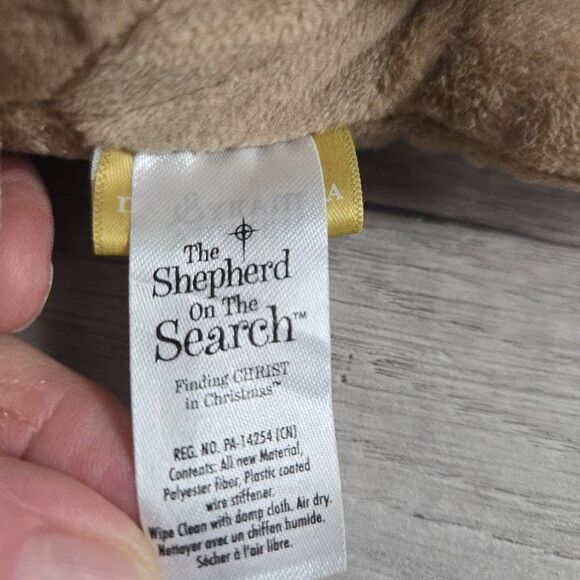 The
Shepherd
On The
Search™
Finding CHRIST
in Christmas™
REG. NO. PA-14254 (CN)
Contents: All new Material,
Polyester fiber, Plastic coated
wire stiffener.
Wipe Clean with damp cloth. Air dry.
Nettoyer avec un chiffon humide.
Sécher à l'air libre.